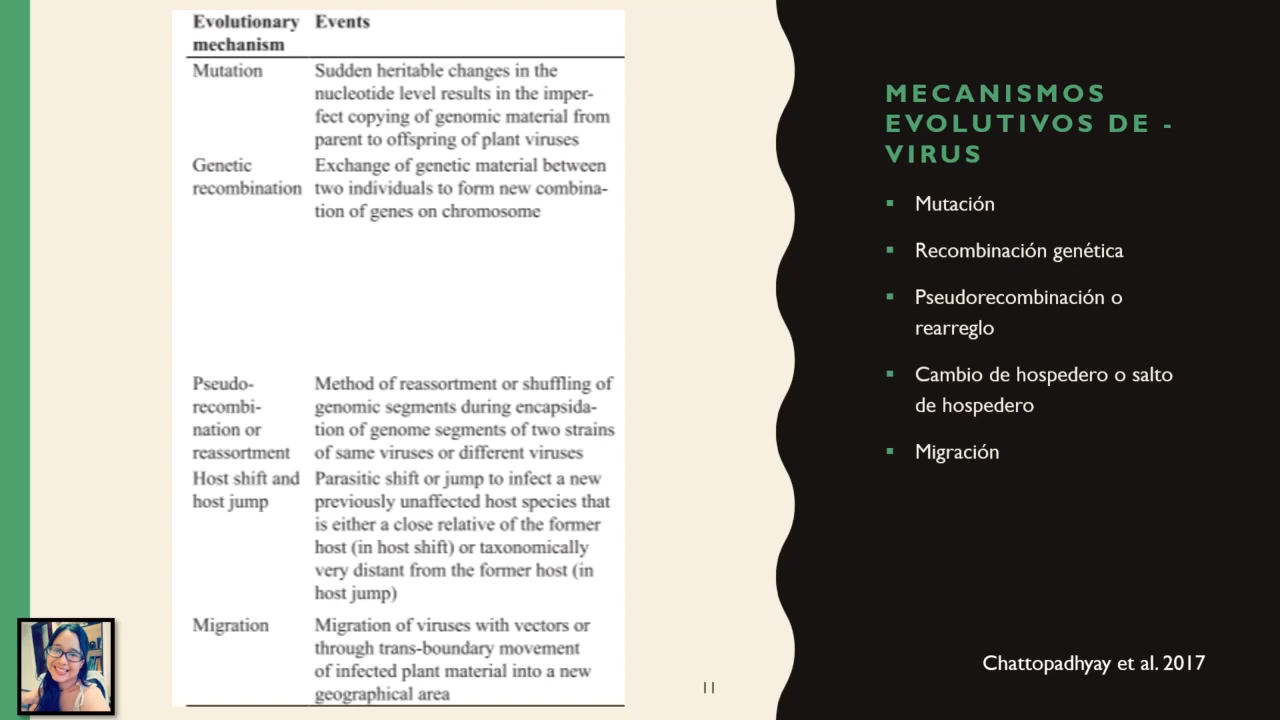 Evolutionary Events
mechanism
Mutation Sudden heritable changes in the
nucleotide level results in the imper-
fect copying of genomic material from
parent to offspring of plant viruses
Genetic Exchange of genetic material between
recombination two individuals to form new combina-
tion of genes on chromosome
Pseudo- Method of reassortment or shuffling of
recombi- genomic segments during encapsida-
nation or tion of genome segments of two strains
reassortment of same viruses or different viruses
Host shift and Parasitic shift or jump to infect a new
host jump previously unaffected host species that
is either a close relative of the former
host (in host shift) or taxonomically
very distant from the former host (in
host jump)
Migration Migration of viruses with vectors or
through trans-boundary movement
of infected plant material into a new
geographical area
11
MECANISMOS
EVOLUTIVOS DE -
VIRUS
Mutación
Recombinación genética
Pseudorecombinación o
rearreglo
Cambio de hospedero o salto
de hospedero
Migración
Chattopadhyay et al. 2017